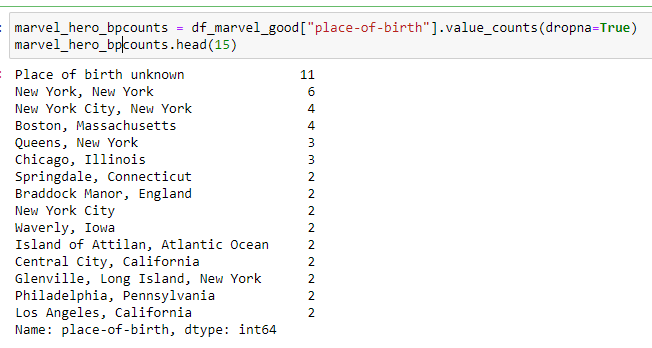 marvel_hero_bpcounts = df_marvel_good["place-of-birth"].value_counts(dropna=True)
marvel_hero_bpcounts.head(15)
Place of birth unknown 11
New York, New York 6
New York City, New York 4
Boston, Massachusetts 4
Queens, New York 3
Chicago, Illinois 3
Springdale, Connecticut 2
Braddock Manor, England 2
New York City 2
Waverly, Iowa 2
Island of Attilan, Atlantic Ocean 2
Central City, California 2
Glenville, Long Island, New York 2
Philadelphia, Pennsylvania 2
Los Angeles, California 2
Name: place-of-birth, dtype: int64